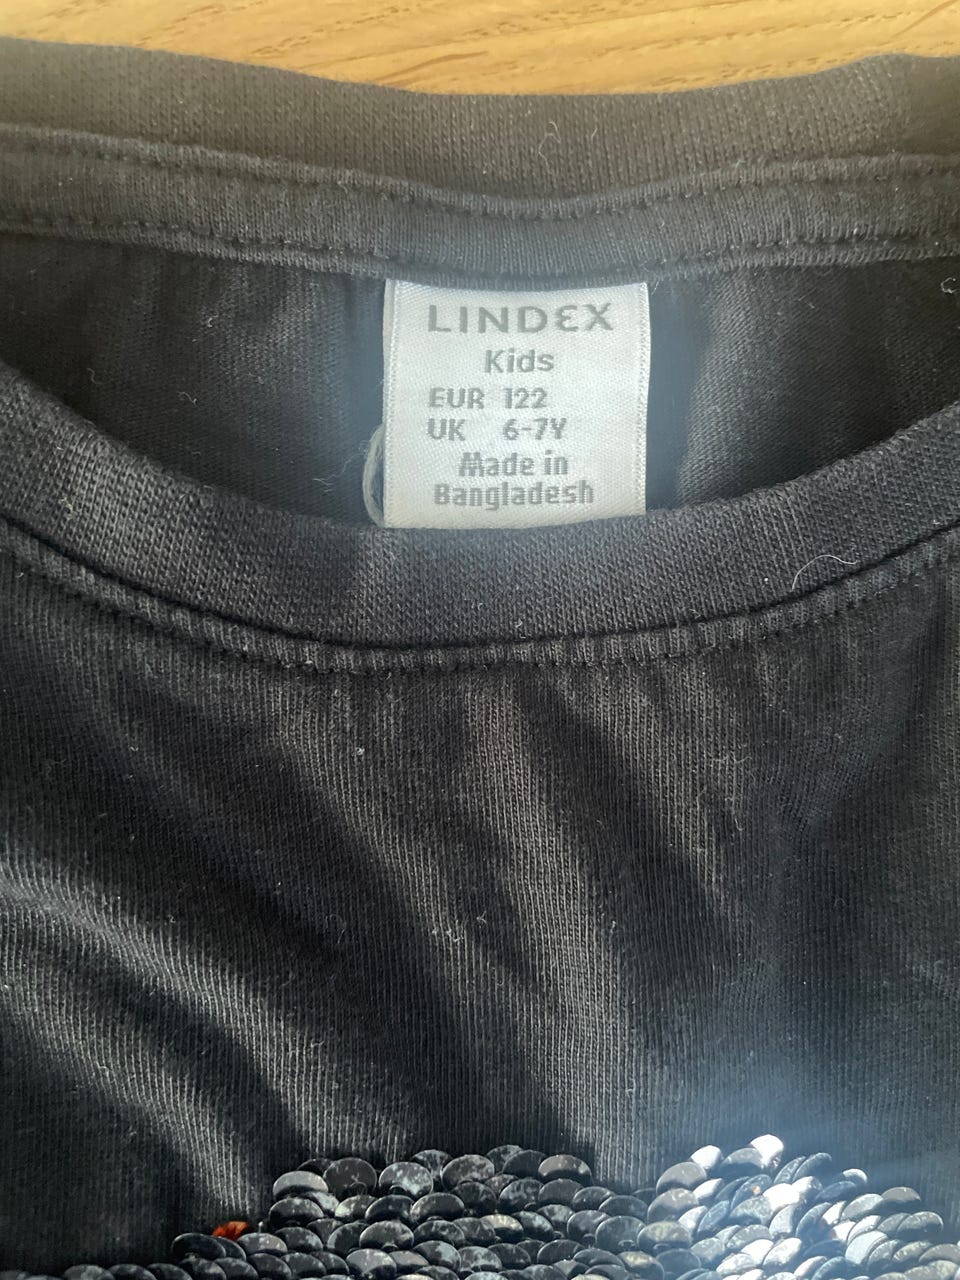 LINDEX
Kids
EUR 122
UK 6-7Y
Made in
Bangladesh